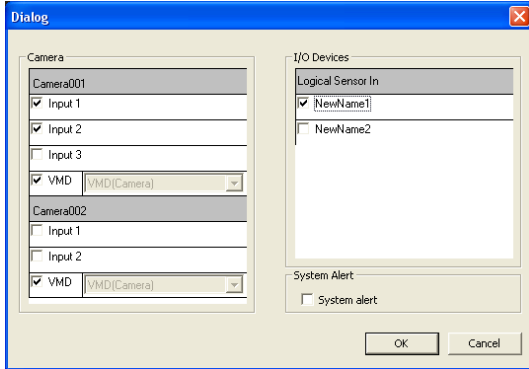 Dialog
Camera
Camera001
Input 1
Input 2
Input 3
VMD VMD(Camera)
Camera002
Input 1
Input 2
VMD VMD(Camera)
I/O Devices
Logical Sensor In
NewName1
NewName2
System Alert
System alert
OK Cancel